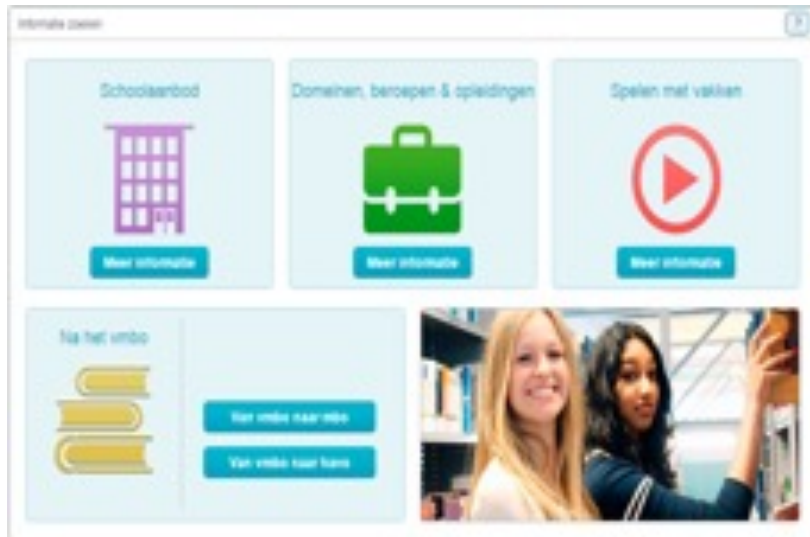 Informatie zoeken
?
Schoolaanbod
Domeinen, beroepen & opleidingen
Spelen met vakken
Meer informatie
Meer informatie
Meer informatie
Na het vmbo
Van vmbo naar mbo
Van vmbo naar havo